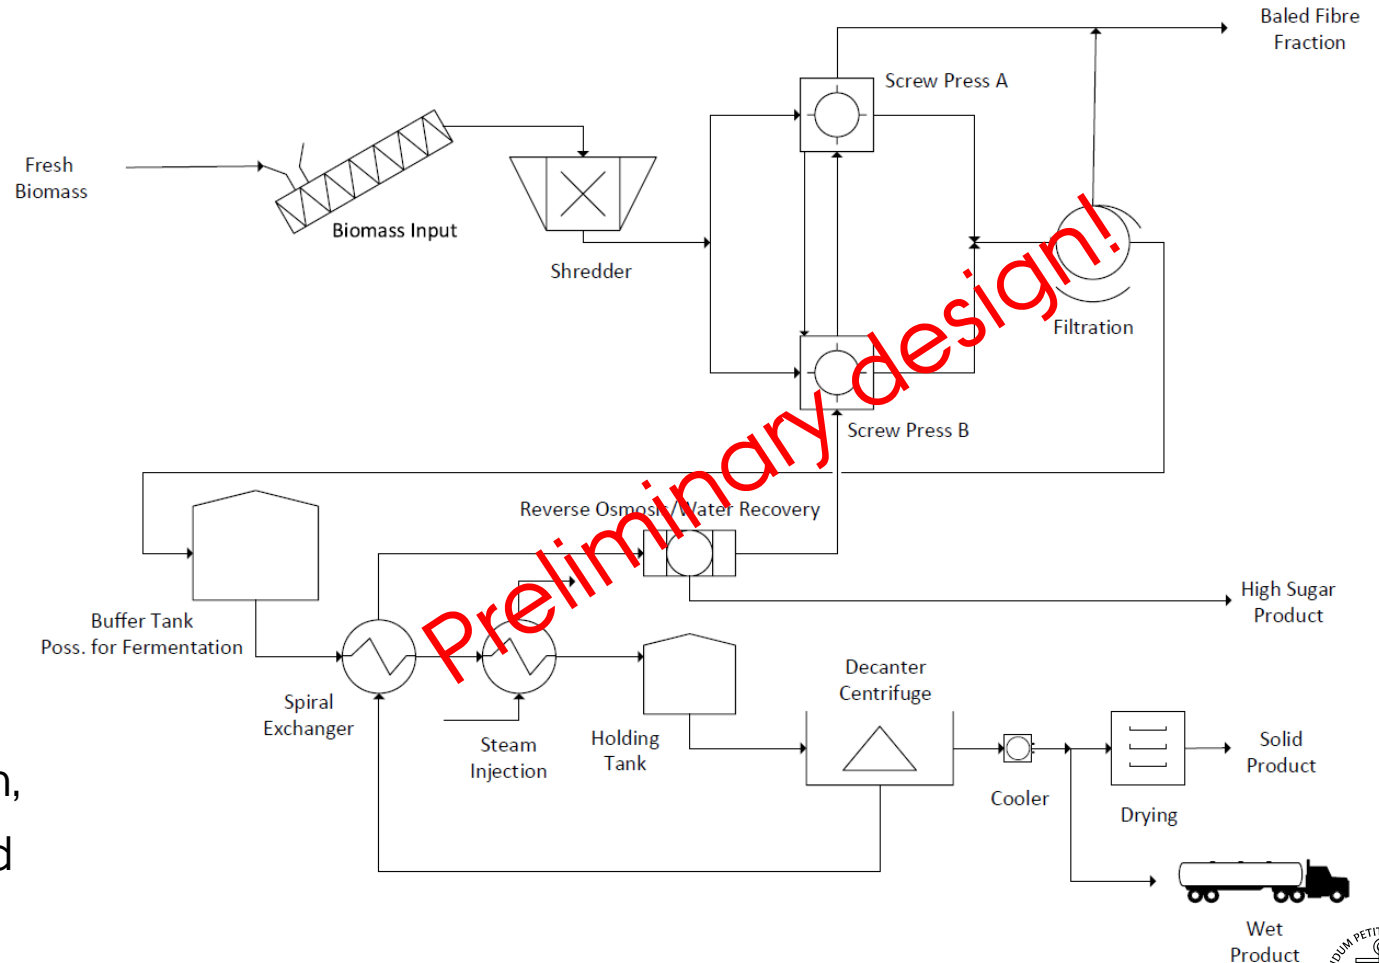 Baled Fibre
Fraction
Screw Press A
Fresh
Biomass
Biomass Input
Shredder
Filtration
Screw Press B
Preliminary design!
Reverse Osmosis/Water Recovery
Buffer Tank
Poss. for Fermentation
High Sugar
Product
Spiral
Exchanger
Steam
Injection
Holding
Tank
Decanter
Centrifuge
Cooler
Drying
Solid
Product
Wet
Product